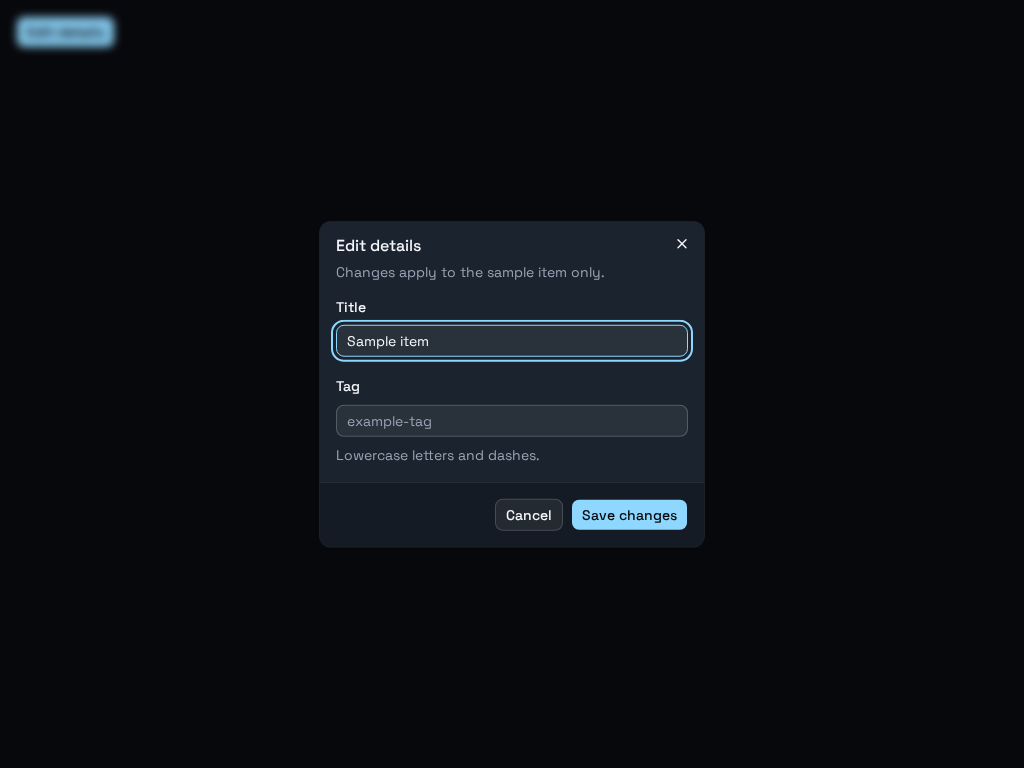 Edit details
Changes apply to the sample item only.
Title
Sample item
Tag
example-tag
Lowercase letters and dashes.
Cancel
Save changes